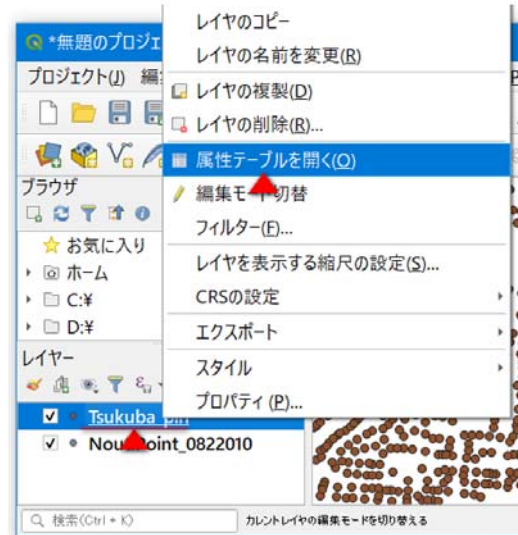 *無題のプロジェ
プロジェクト(J) 編
レイヤのコピー
レイヤの名前を変更(R)
レイヤの複製(D)
レイヤの削除(R)...
属性テーブルを開く(O)
編集モード切替
フィルター(F)...
レイヤを表示する縮尺の設定(S)...
CRSの設定
エクスポート
スタイル
プロパティ(P)...
ブラウザ
お気に入り
ホーム
C:¥
D:¥
レイヤー
Tsukuba_pin
検索(Ctrl + K)
カレントレイヤの編集モードを切り替える